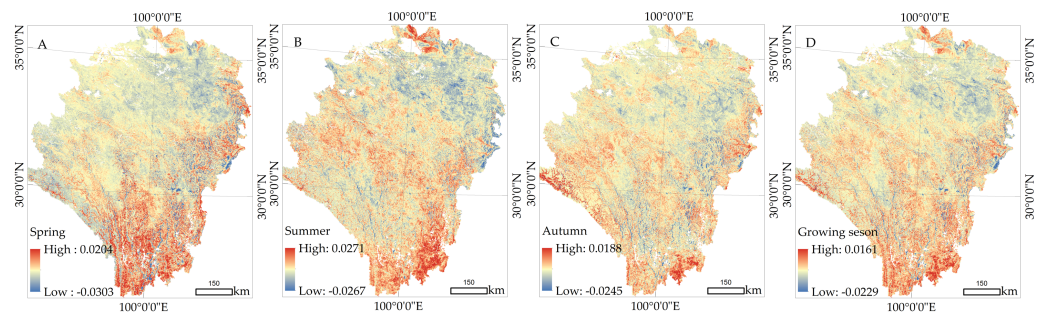 100°0'0"E
100°0'0"E
100°0'0"E
100°0'0"E
A
35°0'0"N
30°0'0"N
Spring
High : 0.0204
Low : -0.0303
150
km
100°0'0"E
B
35°0'0"N
30°0'0"N
Summer
High: 0.0271
Low: -0.0267
150
km
100°0'0"E
C
35°0'0"N
30°0'0"N
Autumn
High: 0.0188
Low: -0.0245
150
km
100°0'0"E
D
35°0'0"N
30°0'0"N
Growing seson
High: 0.0161
Low: -0.0229
150
km
100°0'0"E
35°0'0"N
30°0'0"N